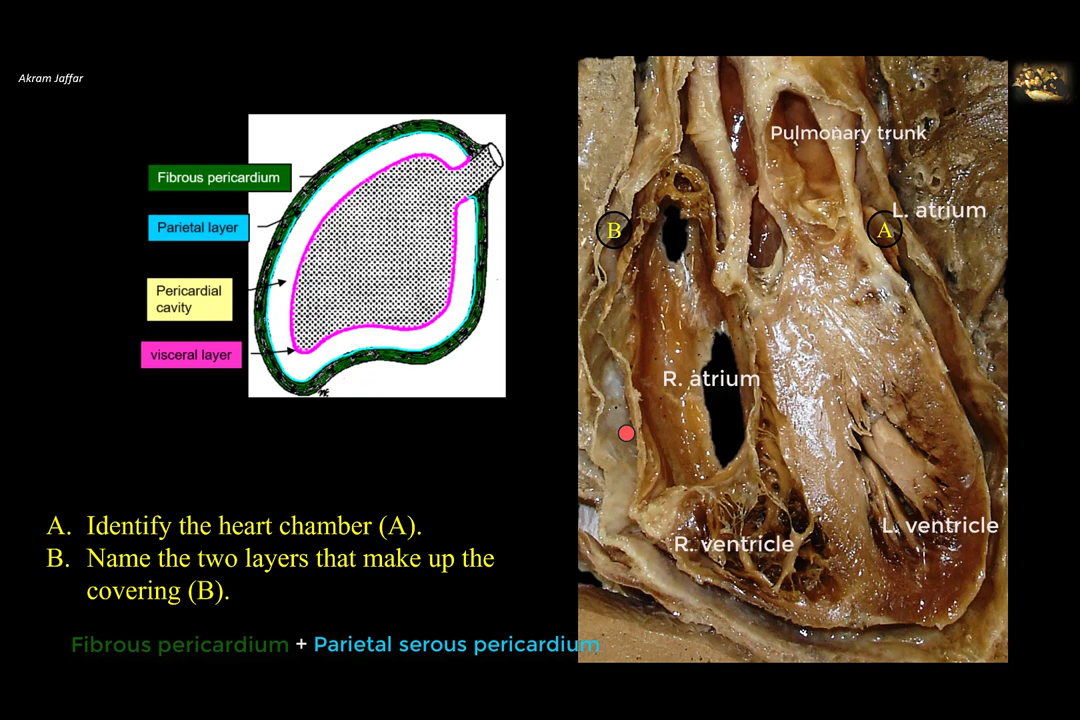 Akram Jaffar
Fibrous pericardium
Parietal layer
Pericardial
cavity
visceral layer
Pulmonary trunk
L. atrium
B
A
R. atrium
L. ventricle
R. ventricle
A. Identify the heart chamber (A).
B. Name the two layers that make up the
covering (B).
Fibrous pericardium + Parietal serous pericardium